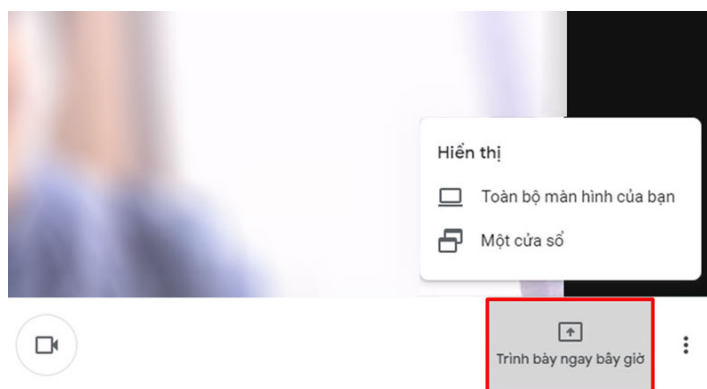 Hiển thị
Toàn bộ màn hình của bạn
Một cửa sổ
Trình bày ngay bây giờ